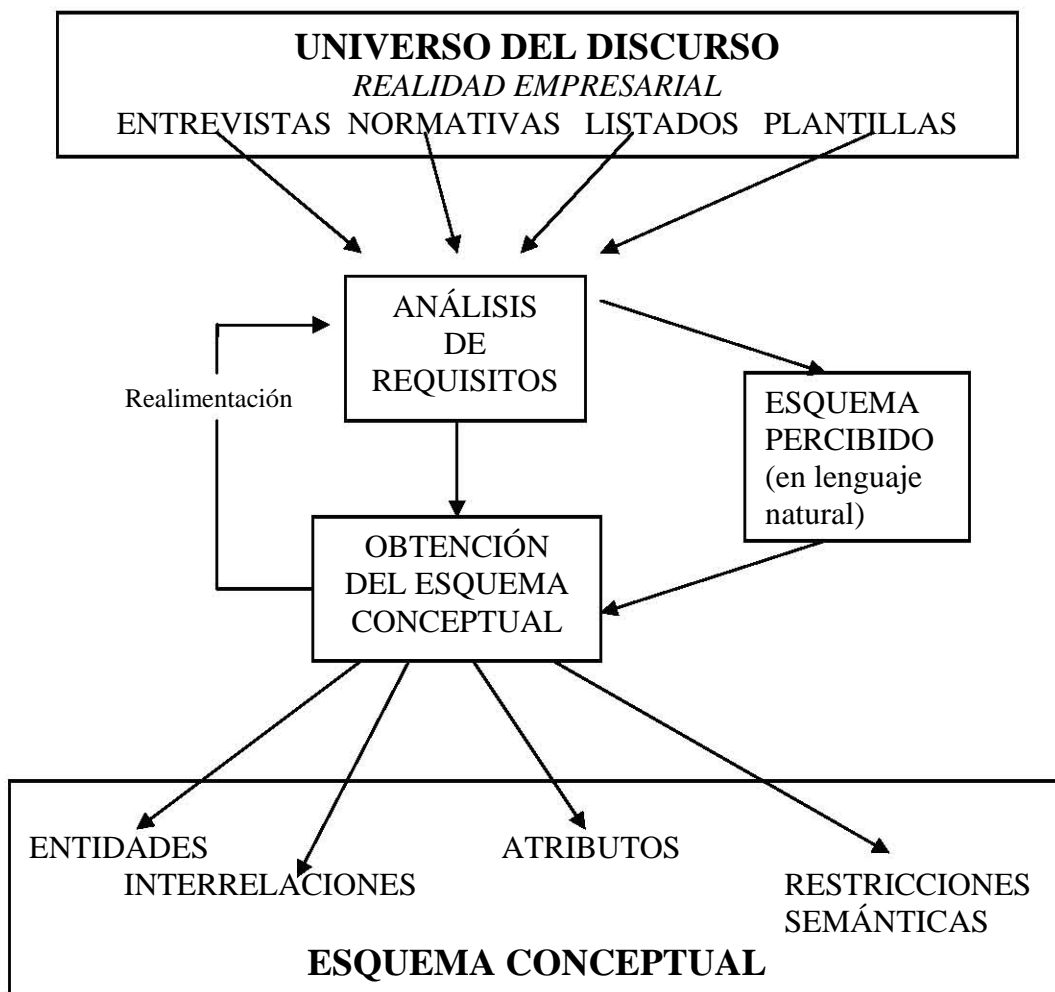 UNIVERSO DEL DISCURSO
REALIDAD EMPRESARIAL
ENTREVISTAS NORMATIVAS LISTADOS PLANTILLAS
ANÁLISIS
DE
REQUISITOS
Realimentación
ESQUEMA
PERCIBIDO
(en lenguaje
natural)
OBTENCIÓN
DEL ESQUEMA
CONCEPTUAL
ENTIDADES
ATRIBUTOS
INTERRELACIONES
RESTRICCIONES
SEMÁNTICAS
ESQUEMA CONCEPTUAL